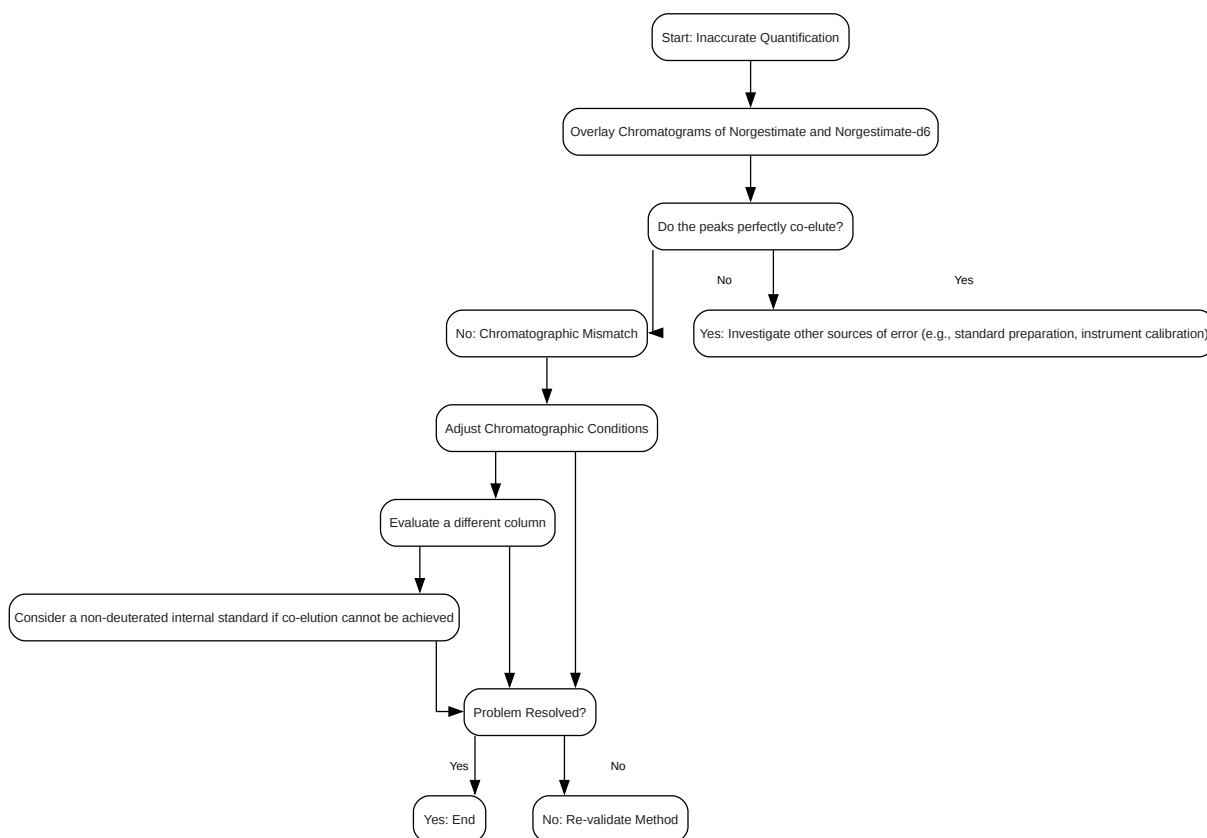 Start: Inaccurate Quantification
Overlay Chromatograms of Norgestimate and Norgestimate-d6
Do the peaks perfectly co-elute?
No
Yes
No: Chromatographic Mismatch
Yes: Investigate other sources of error (e.g., standard preparation, instrument calibration)
Adjust Chromatographic Conditions
Evaluate a different column
Consider a non-deuterated internal standard if co-elution cannot be achieved
Problem Resolved?
Yes
No
Yes: End
No: Re-validate Method